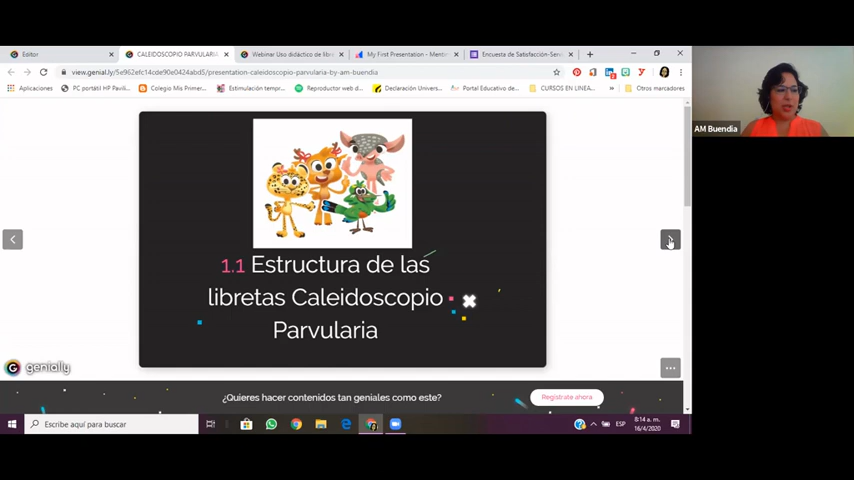 Editor
CALEIDOSCOPIO PARVULARIA
Webinar Uso didáctico de libre
My First Presentation - Menti
Encuesta de Satisfacción-Serv
view.genial.ly/5e962efc14cde90e0424abd5/presentation-caleidoscopio-parvularia-by-am-buendia
Aplicaciones
PC portátil HP Pavili...
Colegio Mis Primer...
Estimulación tempr...
Reproductor web d...
Declaración Univers...
Portal Educativo de...
CURSOS EN LINEA...
»
Otros marcadores
AM Buendia
1.1 Estructura de las
libretas Caleidoscopio
Parvularia
genially
¿Quieres hacer contenidos tan geniales como este?
Regístrate ahora
Escribe aquí para buscar
ESP
8:14 a. m.
16/4/2020